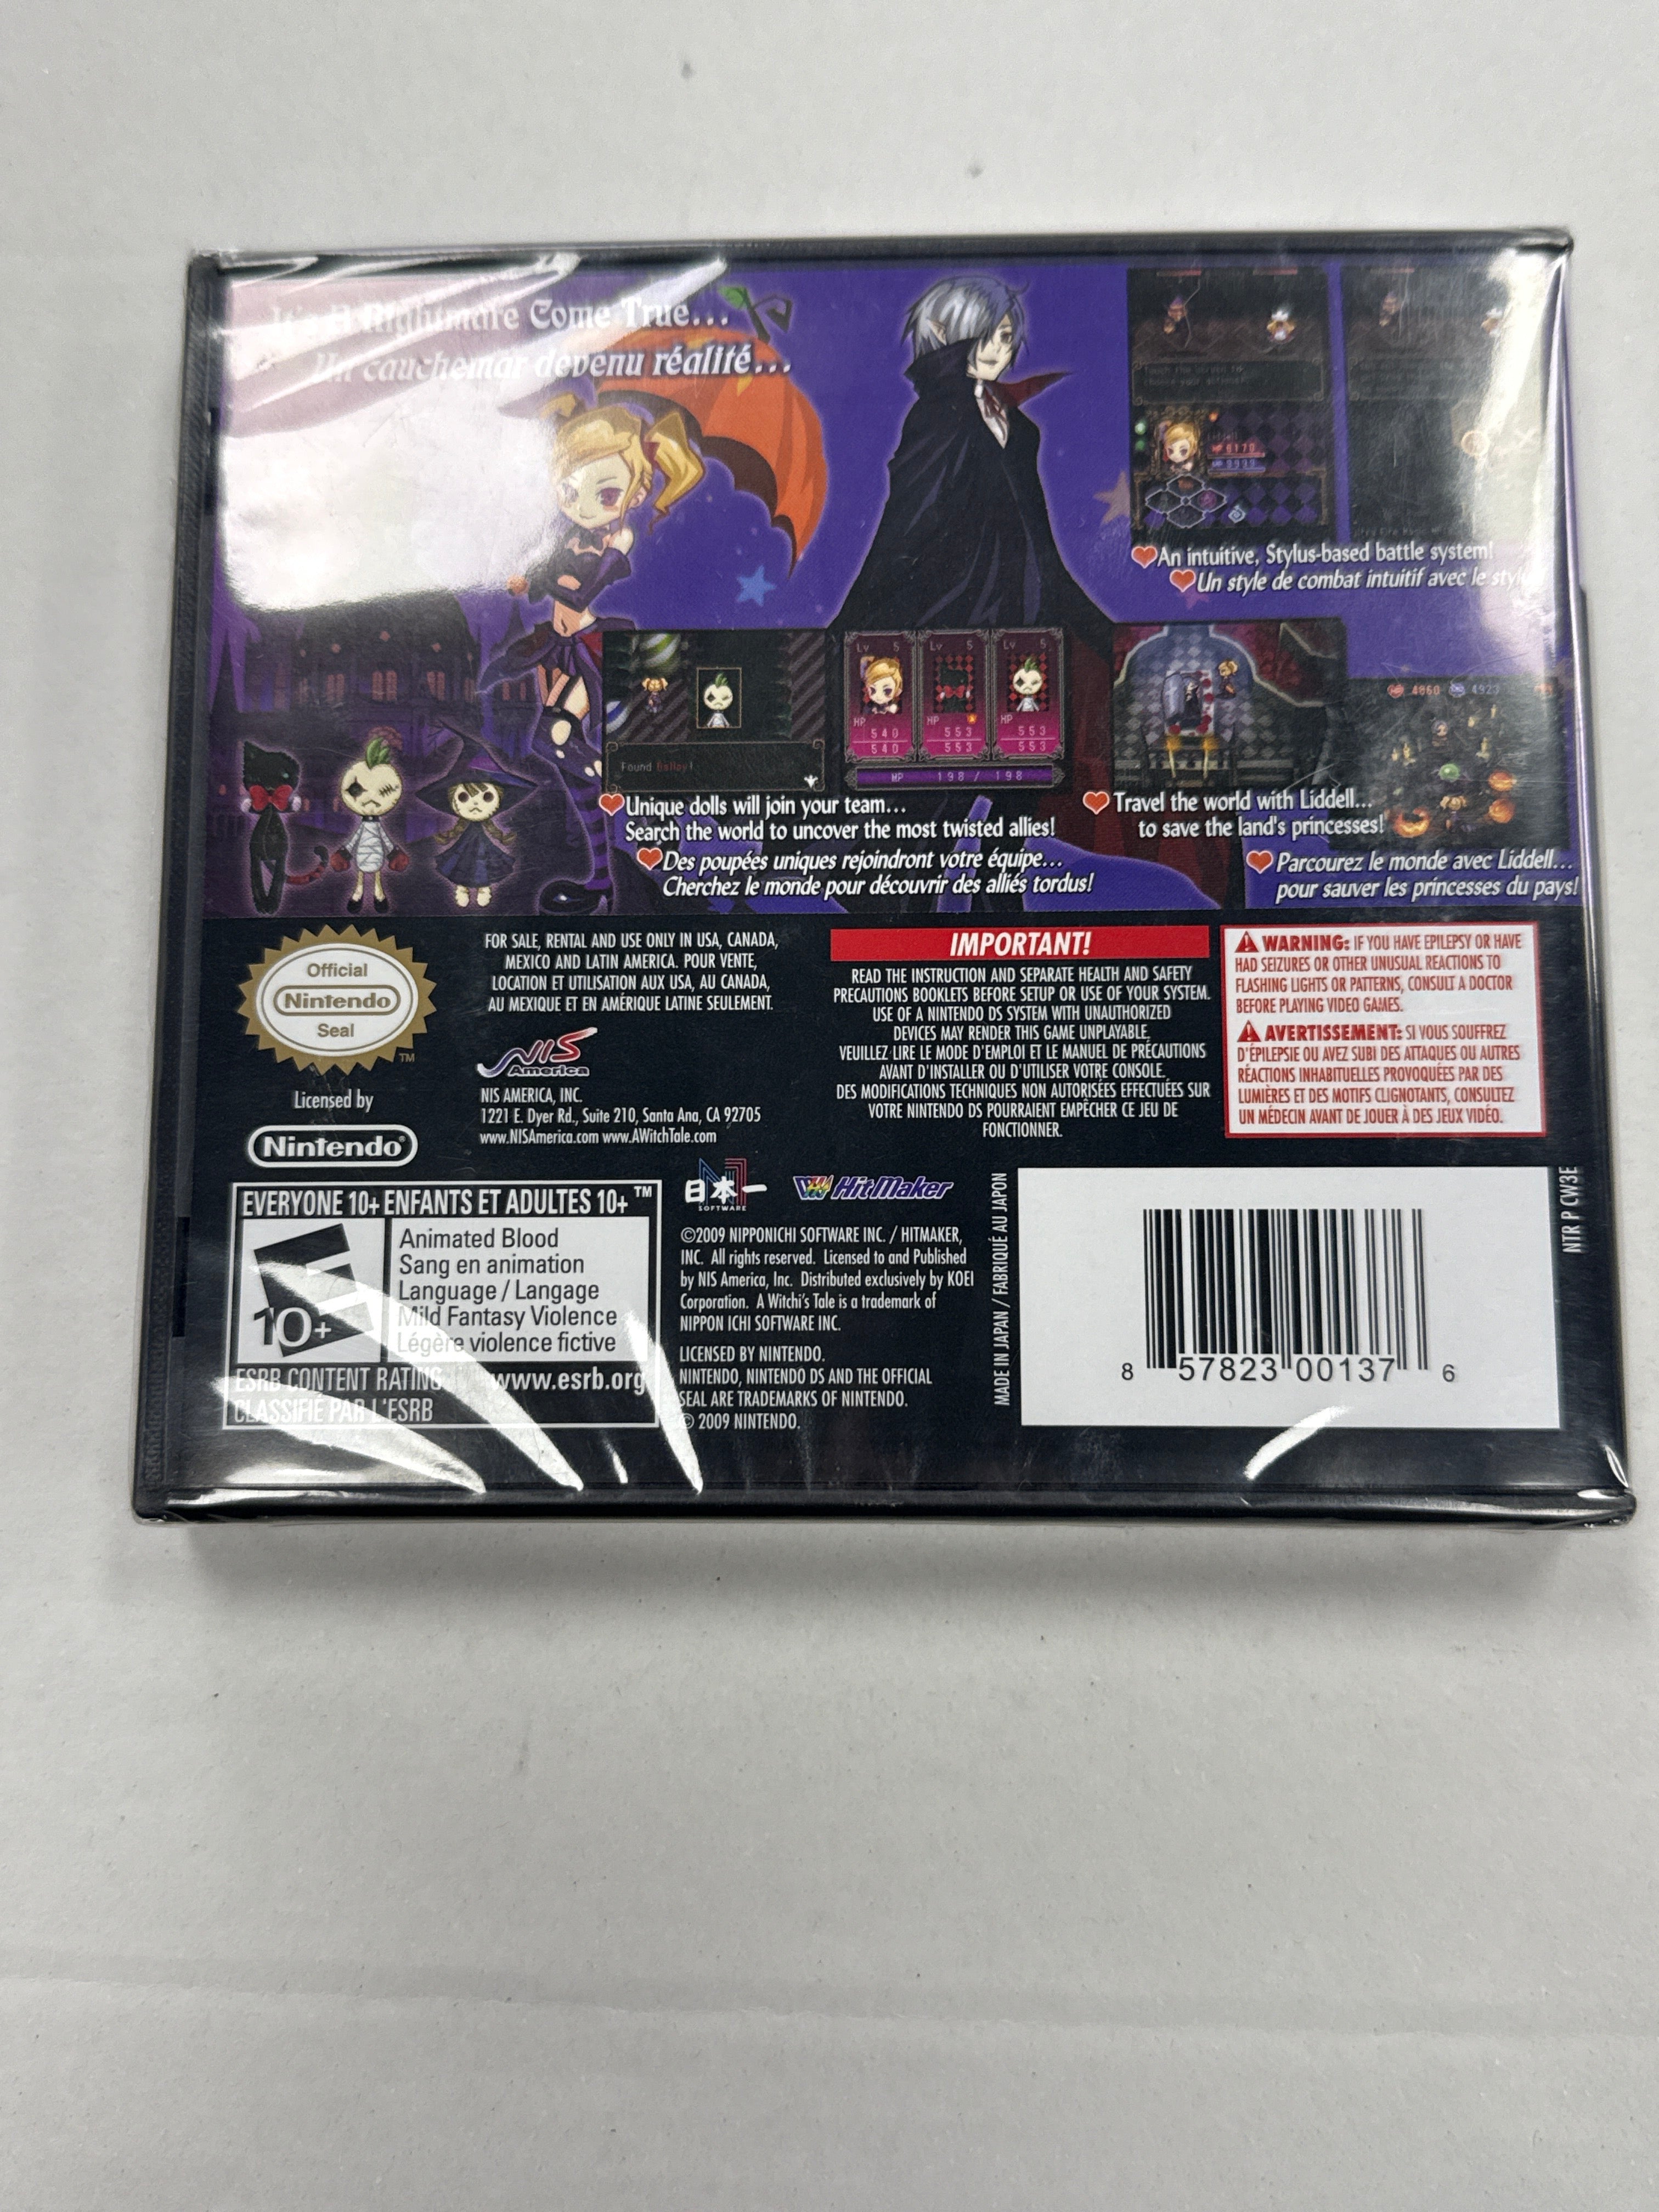 It's A Nightmare Come True...
Un cauchemar devenu réalité...
An intuitive, Stylus-based battle system!
Un style de combat intuitif avec le
Found
Lv 5
Lv 5
Lv 5
HP
HP
HP
540
553
553
540
553
553
MP 198 / 198
4860
Unique dolls will join your team...
Search the world to uncover the most twisted allies!
Des poupées uniques rejoindront votre équipe...
Cherchez le monde pour découvrir des alliés tordus!
Travel the world with Liddell...
to save the land's princesses!
Parcourez le monde avec Liddell...
pour sauver les princesses du pays!
Official
Nintendo
Seal
TM
Licensed by
Nintendo®
FOR SALE, RENTAL AND USE ONLY IN USA, CANADA,
MEXICO AND LATIN AMERICA. POUR VENTE,
LOCATION ET UTILISATION AUX USA, AU CANADA,
AU MEXIQUE ET EN AMÉRIQUE LATINE SEULEMENT.
NIS
America
NIS AMERICA, INC.
1221 E. Dyer Rd., Suite 210, Santa Ana, CA 92705
www.NISAmerica.com www.AWitchTale.com
IMPORTANT!
READ THE INSTRUCTION AND SEPARATE HEALTH AND SAFETY
PRECAUTIONS BOOKLETS BEFORE SETUP OR USE OF YOUR SYSTEM.
USE OF A NINTENDO DS SYSTEM WITH UNAUTHORIZED
DEVICES MAY RENDER THIS GAME UNPLAYABLE.
VEUILLEZ LIRE LE MODE D'EMPLOI ET LE MANUEL DE PRÉCAUTIONS
AVANT D'INSTALLER OU D'UTILISER VOTRE CONSOLE.
DES MODIFICATIONS TECHNIQUES NON AUTORISÉES EFFECTUÉES SUR
VOTRE NINTENDO DS POURRAIENT EMPÊCHER CE JEU DE
FONCTIONNER.
WARNING: IF YOU HAVE EPILEPSY OR HAVE
HAD SEIZURES OR OTHER UNUSUAL REACTIONS TO
FLASHING LIGHTS OR PATTERNS, CONSULT A DOCTOR
BEFORE PLAYING VIDEO GAMES.
AVERTISSEMENT: SI VOUS SOUFFREZ
D'ÉPILEPSIE OU AVEZ SUBI DES ATTAQUES OU AUTRES
RÉACTIONS INHABITUELLES PROVOQUÉES PAR DES
LUMIÈRES ET DES MOTIFS CLIGNOTANTS, CONSULTEZ
UN MÉDECIN AVANT DE JOUER À DES JEUX VIDÉO.
EVERYONE 10+ ENFANTS ET ADULTES 10+ ™
10+
Animated Blood
Sang en animation
Language / Langage
Mild Fantasy Violence
Légère violence fictive
ESRB CONTENT RATING www.esrb.org
CLASSIFIÉ PAR L'ESRB
日本一
SOFTWARE
HitMaker
©2009 NIPPONICHI SOFTWARE INC. / HITMAKER,
INC. All rights reserved. Licensed to and Published
by NIS America, Inc. Distributed exclusively by KOEI
Corporation. A Witchi's Tale is a trademark of
NIPPON ICHI SOFTWARE INC.
LICENSED BY NINTENDO.
NINTENDO, NINTENDO DS AND THE OFFICIAL
SEAL ARE TRADEMARKS OF NINTENDO.
© 2009 NINTENDO.
MADE IN JAPAN / FABRIQUÉ AU JAPON
8 57823 00137 6
NTR P CW3E